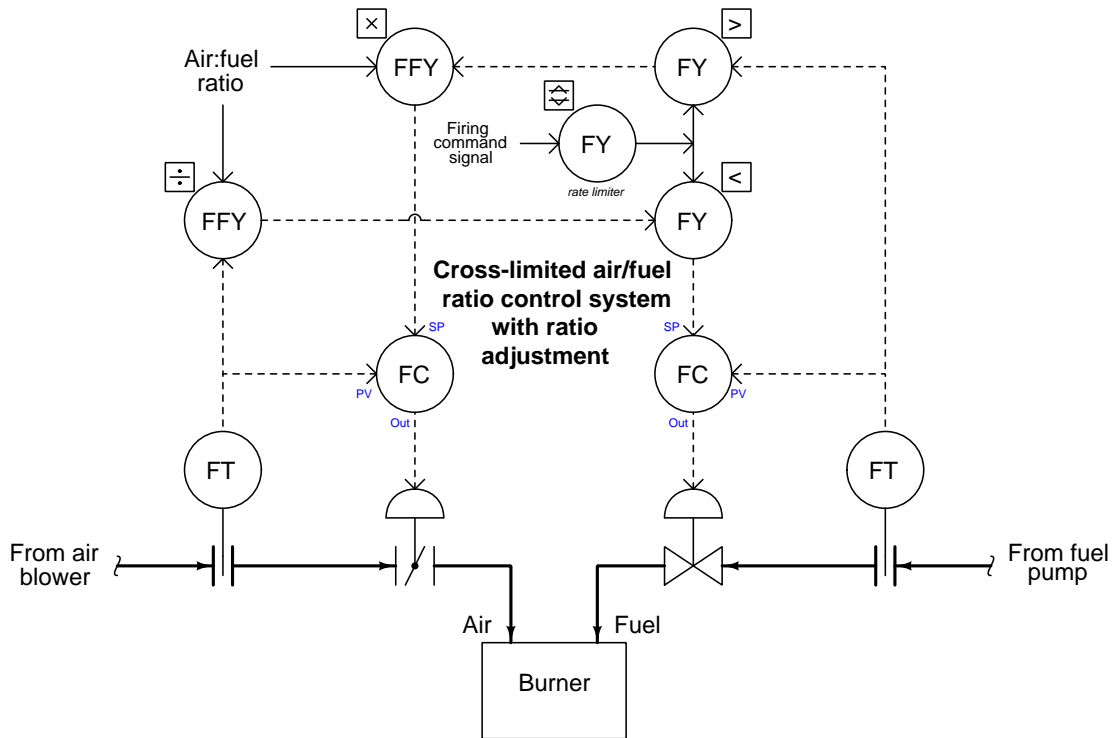 ×
>
Air:fuel
ratio
FFY
FY
Firing
command
signal
FY
rate limiter
÷
<
FFY
FY
Cross-limited air/fuel
ratio control system
with ratio
adjustment
SP
SP
FC
FC
PV
PV
Out
Out
FT
FT
From air
blower
From fuel
pump
Air
Fuel
Burner